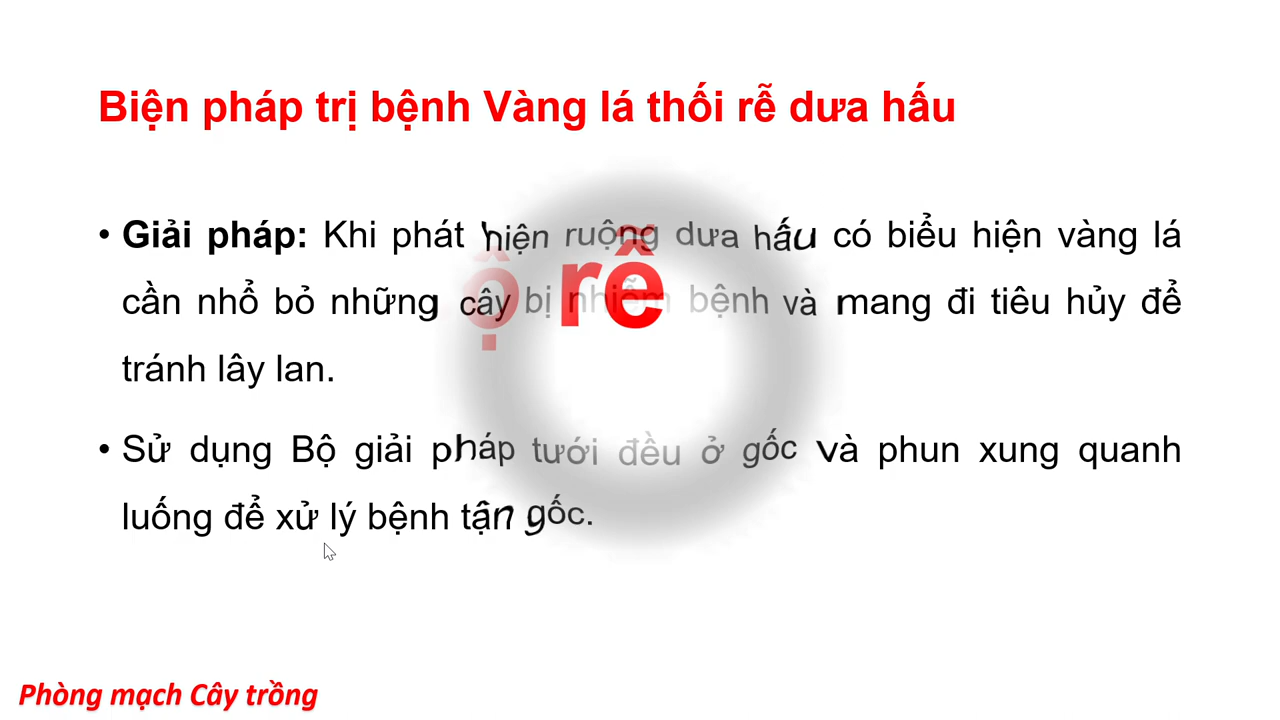 Biện pháp trị bệnh Vàng lá thối rễ dưa hấu
• Giải pháp: Khi phát hiện ruộng dưa hấu có biểu hiện vàng lá
cần nhổ bỏ những cây bị nhiễm bệnh và mang đi tiêu hủy để
tránh lây lan.
• Sử dụng Bộ giải pháp tưới đều ở gốc và phun xung quanh
luống để xử lý bệnh tận gốc.
rễ
Phòng mạch Cây trồng